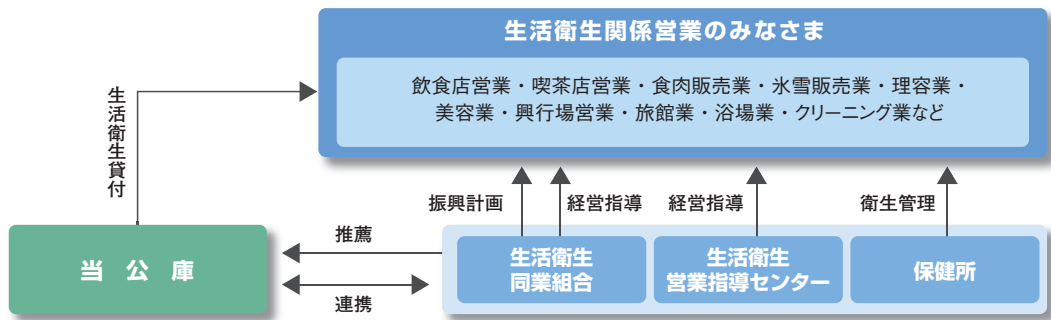 生活衛生関係営業のみなさま
飲食店営業・喫茶店営業・食肉販売業・氷雪販売業・理容業・
美容業・興行場営業・旅館業・浴場業・クリーニング業など
生活衛生貸付
振興計画
経営指導
経営指導
衛生管理
当公庫
推薦
連携
生活衛生
同業組合
生活衛生
営業指導センター
保健所